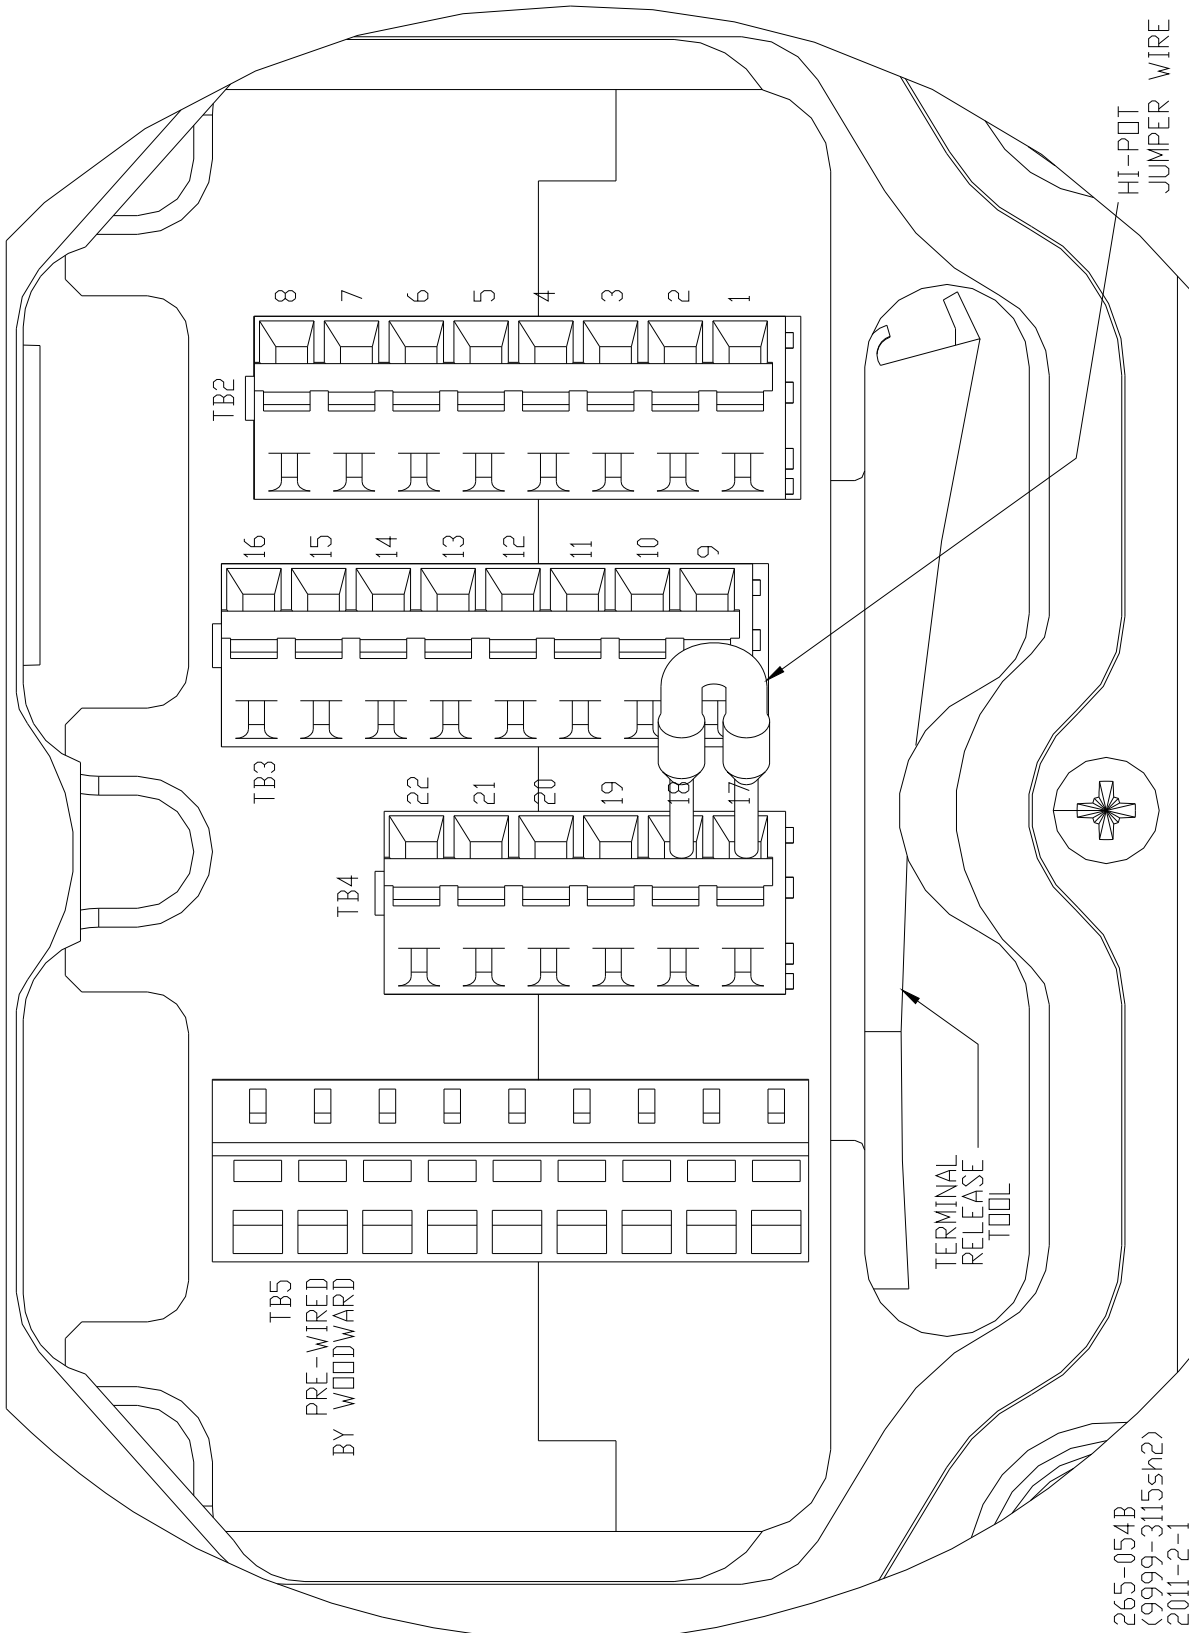 TB2
8
7
6
5
4
3
2
1
HI-POT
JUMPER WIRE
16
15
14
13
12
11
10
9
TB3
22
21
20
19
18
17
TB4
TERMINAL
RELEASE
TOOL
TB5
PRE-WIRED
BY WOODWARD
265-054B
(9999-3115sh2)
2011-2-1